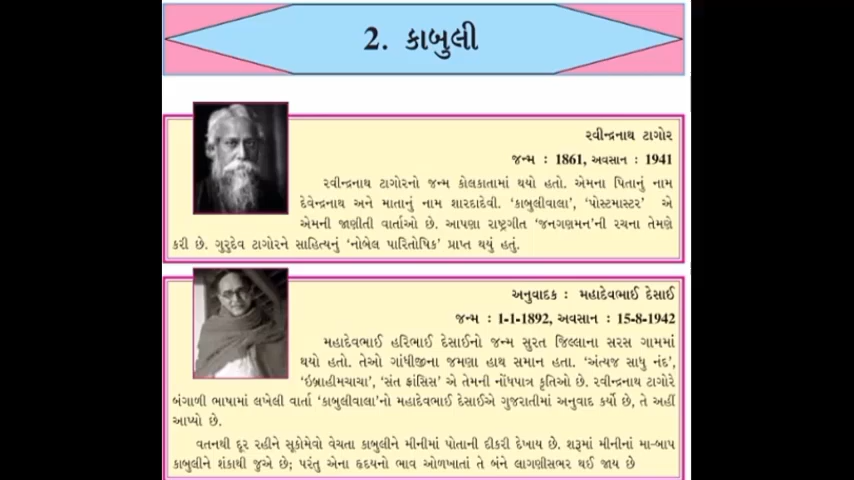 2. કાબુલી
રવીન્દ્રનાથ ટાગોર
જન્મ : 1861, અવસાન : 1941
રવીન્દ્રનાથ ટાગોરનો જન્મ કોલકાતામાં થયો હતો. એમના પિતાનું નામ
દેવેન્દ્રનાથ અને માતાનું નામ શારદાદેવી. ‘કાબુલીવાલા’, ‘પોસ્ટમાસ્ટર’ એ
એમની જાણીતી વાર્તાઓ છે. આપણા રાષ્ટ્રગીત ‘જનગણમન’ની રચના તેમણે
કરી છે. ગુરુદેવ ટાગોરને સાહિત્યનું ‘નોબેલ પારિતોષિક’ પ્રાપ્ત થયું હતું.
અનુવાદક : મહાદેવભાઈ દેસાઈ
જન્મ : 1-1-1892, અવસાન : 15-8-1942
મહાદેવભાઈ હરિભાઈ દેસાઈનો જન્મ સુરત જિલ્લાના સરસ ગામમાં
થયો હતો. તેઓ ગાંધીજીના જમણા હાથ સમાન હતા. ‘અંત્યજ સાધુ નંદ’,
‘ઇબ્રાહીમચાચા’, ‘સંત ફ્રાંસિસ’ એ તેમની નોંધપાત્ર કૃતિઓ છે. રવીન્દ્રનાથ ટાગોરે
બંગાળી ભાષામાં લખેલી વાર્તા ‘કાબુલીવાલા’નો મહાદેવભાઈ દેસાઈએ ગુજરાતીમાં અનુવાદ કર્યો છે, તે અહીં
આપ્યો છે.
વતનથી દૂર રહીને સૂકોમેવો વેચતા કાબુલીને મીનીમાં પોતાની દીકરી દેખાય છે. શરૂમાં મીનીનાં મા-બાપ
કાબુલીને શંકાથી જુએ છે; પરંતુ એના હૃદયનો ભાવ ઓળખાતાં તે બંને લાગણીસભર થઈ જાય છે